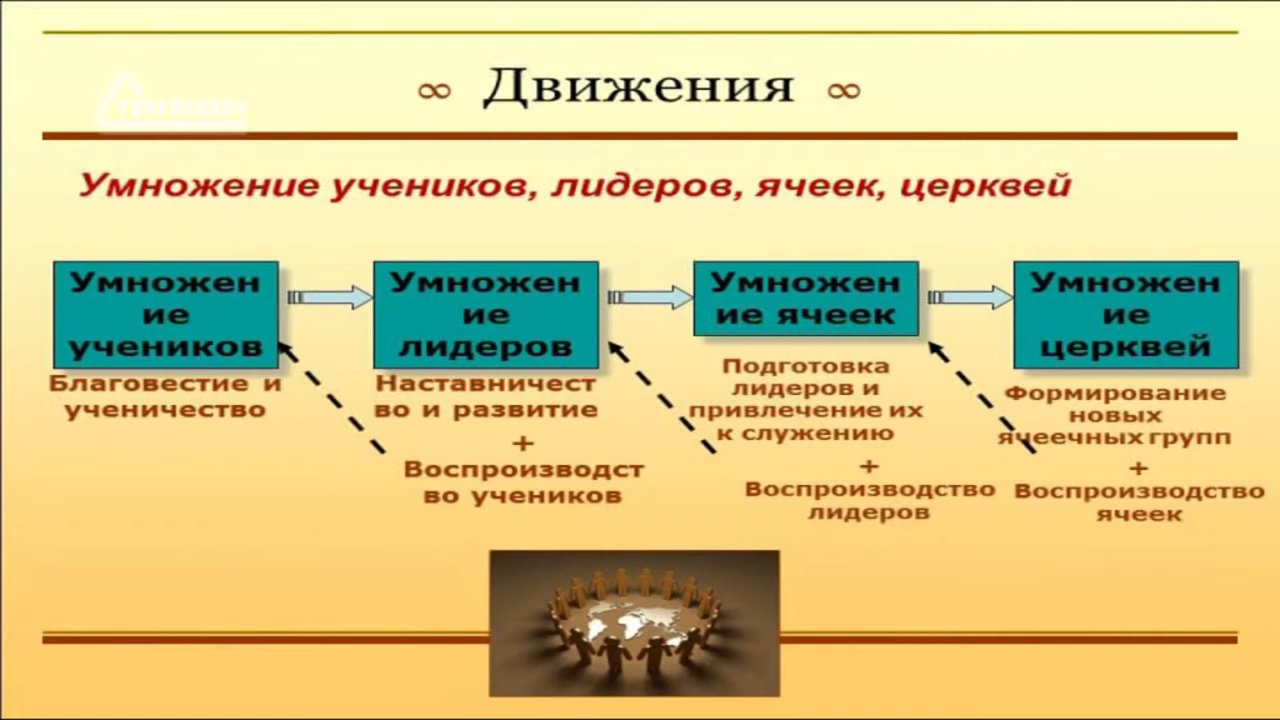 ∞ Движения ∞
Умножение учеников, лидеров, ячеек, церквей
Умножен
ие
учеников
Благовестие и
ученичество
Умножен
ие
лидеров
Наставничест
во и развитие
+
Воспроизводст
во учеников
Умножен
ие ячеек
Подготовка
лидеров и
привлечение их
к служению
+
Воспроизводство
лидеров
Умножен
ие
церквей
Формирование
новых
ячеечных групп
+
Воспроизводство
ячеек